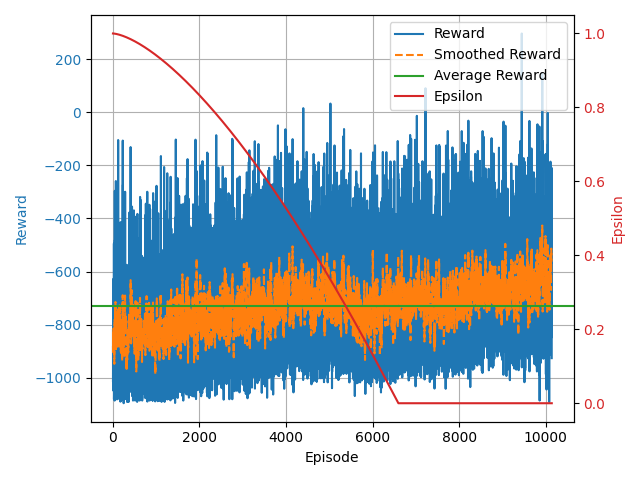 Reward
Smoothed Reward
Average Reward
Epsilon
200
0
−200
−400
−600
−800
−1000
Reward
1.0
0.8
0.6
0.4
0.2
0.0
Epsilon
0 2000 4000 6000 8000 10000
Episode